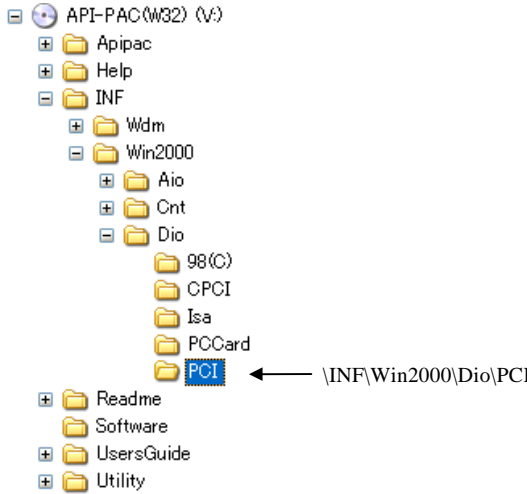 API-PAC(W32) (V:)
Apipac
Help
INF
Wdm
Win2000
Aio
Cnt
Dio
98(C)
CPCI
Isa
PCCard
PCI
\INF\Win2000\Dio\PCI
Readme
Software
UsersGuide
Utility